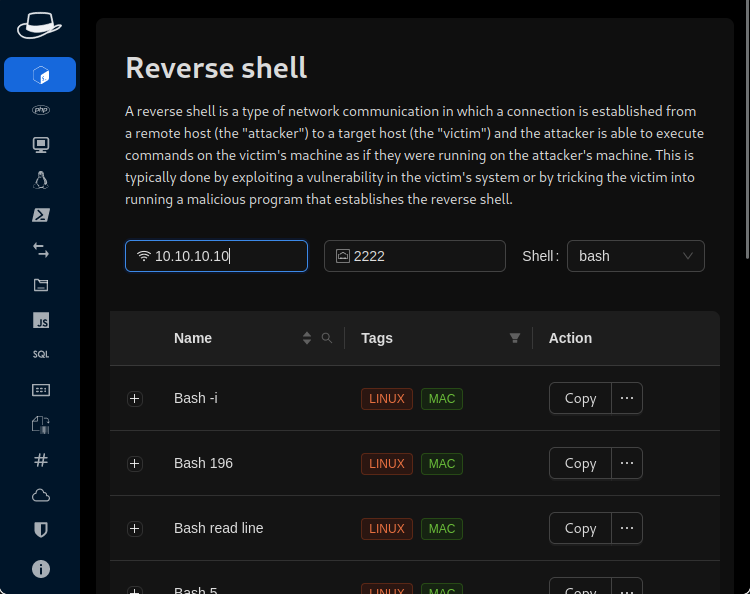 Reverse shell
A reverse shell is a type of network communication in which a connection is established from
a remote host (the "attacker") to a target host (the "victim") and the attacker is able to execute
commands on the victim's machine as if they were running on the attacker's machine. This is
typically done by exploiting a vulnerability in the victim's system or by tricking the victim into
running a malicious program that establishes the reverse shell.
10.10.10.10 2222 Shell : bash
php
JS
SQL
#
Name Tags Action
Bash -i LINUX MAC Copy ···
Bash 196 LINUX MAC Copy ···
Bash read line LINUX MAC Copy ···
Bash 5 LINUX MAC Copy ···